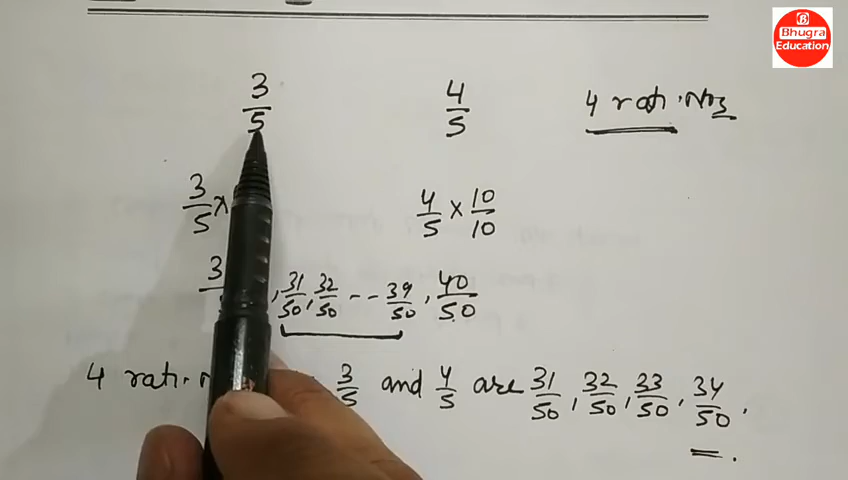 Bhugra
Education
3/5 4/5 4 rati. Nos
3/5 × 4/5 × 10/10
3 , 31/50, 32/50 -- 39/50, 40/50
4 rati. 3/5 and 4/5 are 31/50, 32/50, 33/50, 34/50.